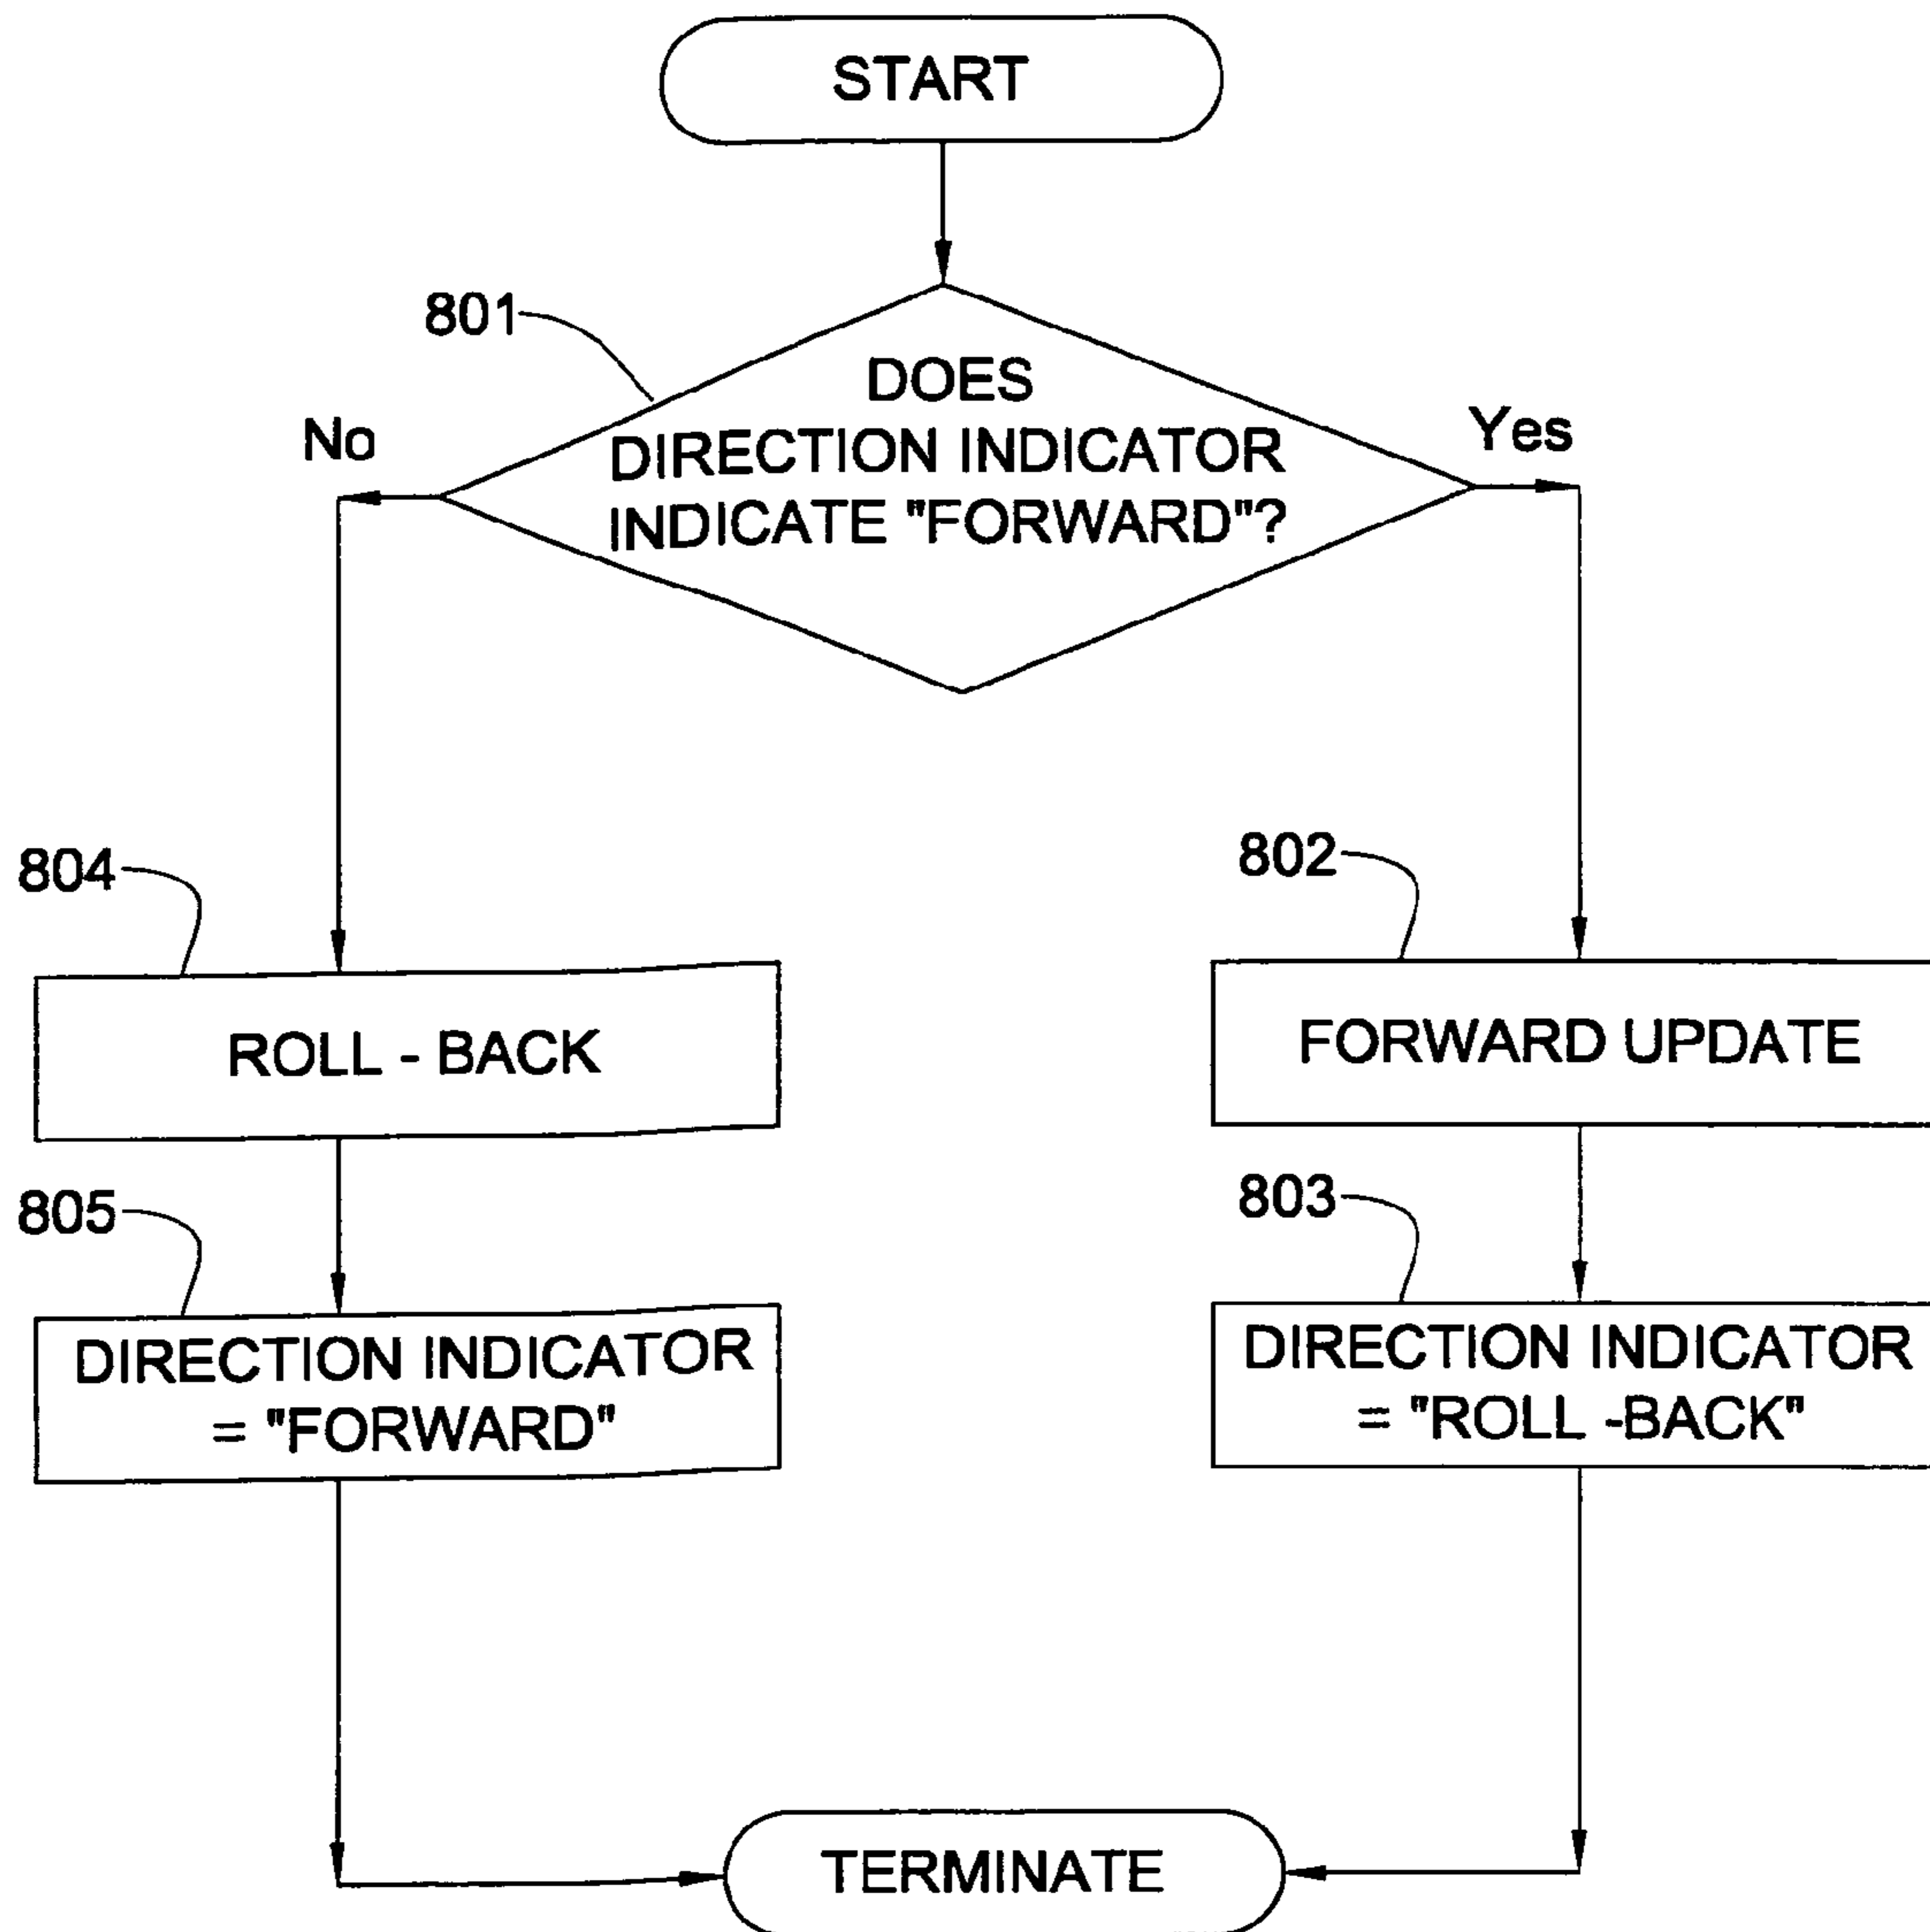 START
801
DOES
DIRECTION INDICATOR
INDICATE "FORWARD"?
No
Yes
804
ROLL - BACK
802
FORWARD UPDATE
805
DIRECTION INDICATOR
= "FORWARD"
803
DIRECTION INDICATOR
= "ROLL -BACK"
TERMINATE